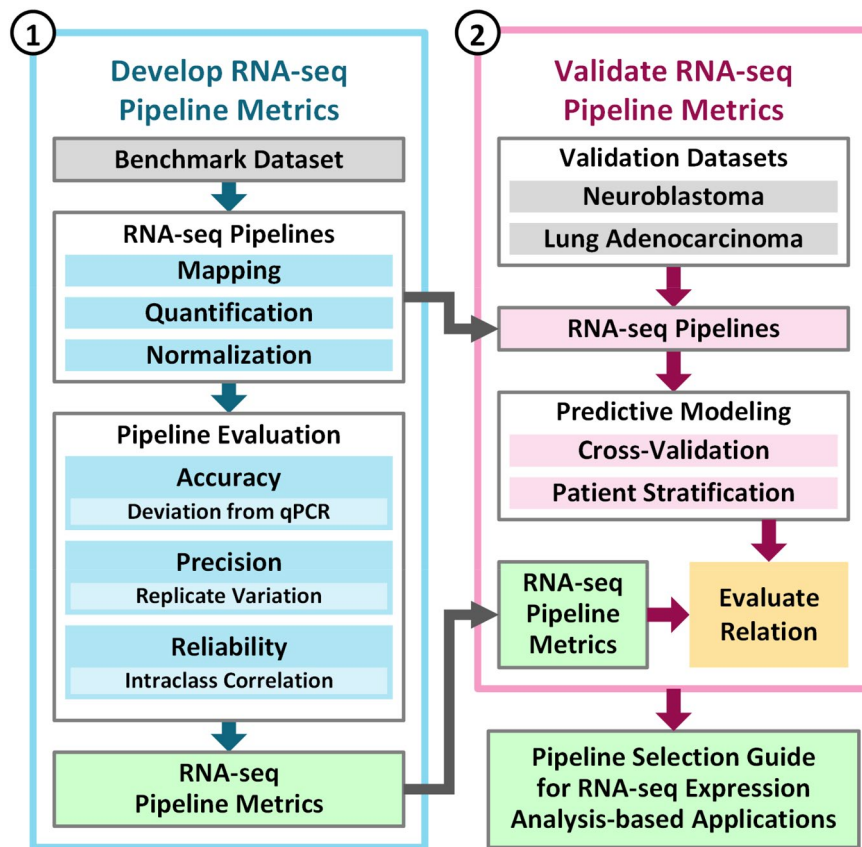 1
Develop RNA-seq
Pipeline Metrics
Benchmark Dataset
RNA-seq Pipelines
Mapping
Quantification
Normalization
Pipeline Evaluation
Accuracy
Deviation from qPCR
Precision
Replicate Variation
Reliability
Intraclass Correlation
RNA-seq
Pipeline Metrics
2
Validate RNA-seq
Pipeline Metrics
Validation Datasets
Neuroblastoma
Lung Adenocarcinoma
RNA-seq Pipelines
Predictive Modeling
Cross-Validation
Patient Stratification
RNA-seq
Pipeline
Metrics
Evaluate
Relation
Pipeline Selection Guide
for RNA-seq Expression
Analysis-based Applications